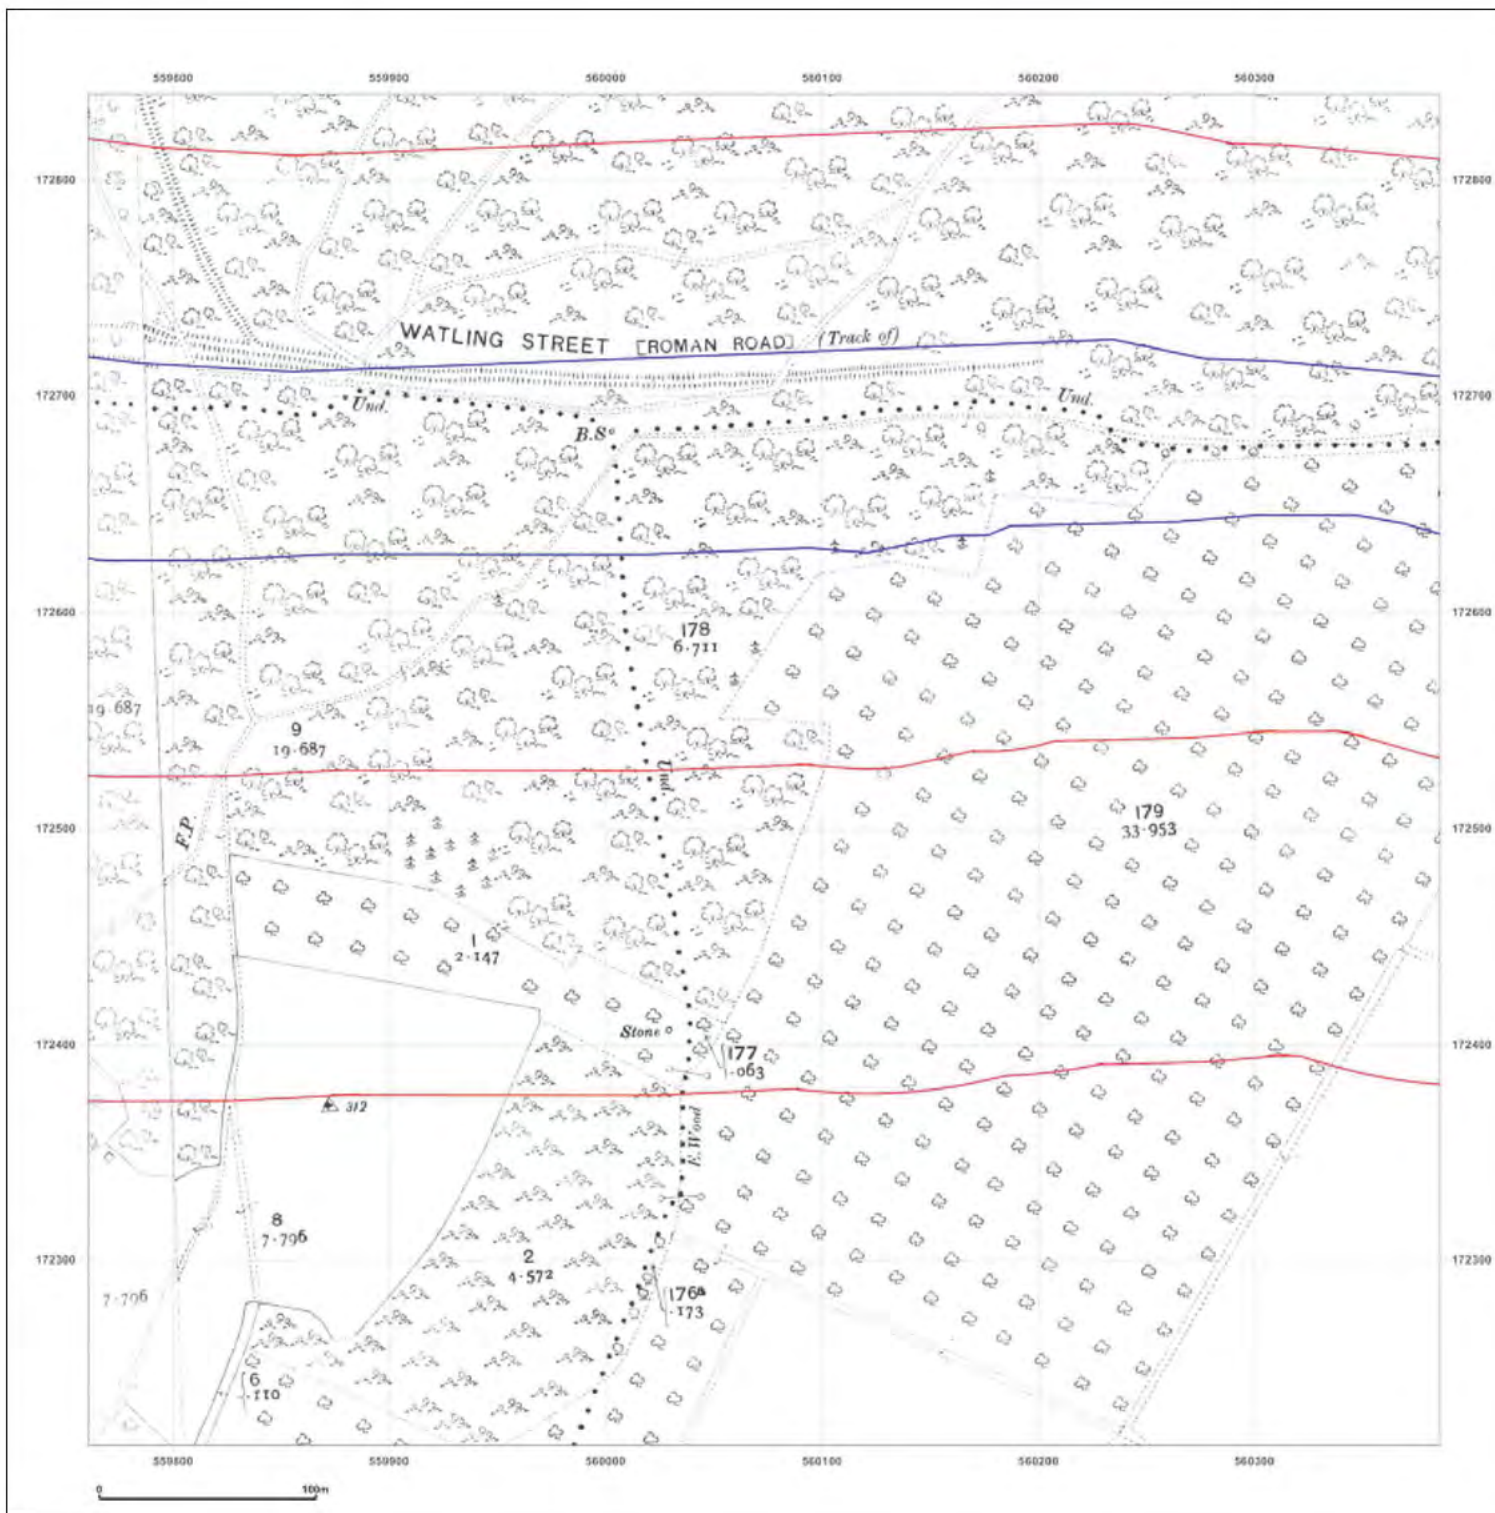 559800 559900 560000 560100 560200 560300
172800 172800
WATLING STREET [ROMAN ROAD] (Track of)
172700 172700
Und.
Und.
B.S
172600 172600
178
6·711
19·687
9
19·687
Und.
179
33·953
F.P.
172500 172500
1
2·147
Stone
172400 172400
177
·063
312
E.Wood
8
7·796
2
4·572
172300 172300
176a
·173
7·796
6
·110
559800 559900 560000 560100 560200 560300
0 100m